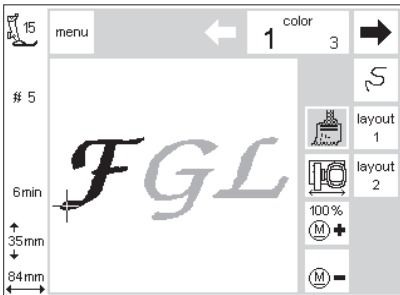 15
menu
color
1 3
# 5
layout
1
layout
2
FGL
6min
100%
M +
35mm
M -
84mm